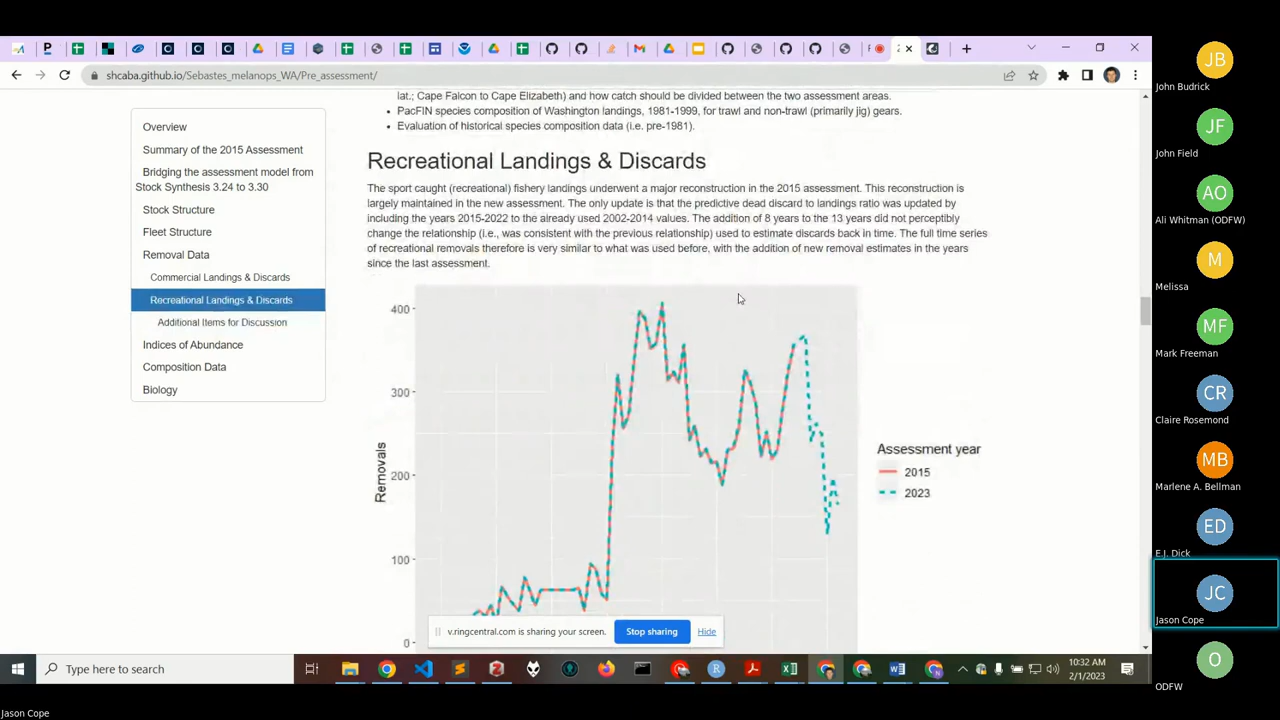 shcaba.github.io/Sebastes_melanops_WA/Pre_assessment/
lat.; Cape Falcon to Cape Elizabeth) and how catch should be divided between the two assessment areas.
PacFIN species composition of Washington landings, 1981-1999, for trawl and non-trawl (primarily jig) gears.
Evaluation of historical species composition data (i.e. pre-1981).
Overview
Summary of the 2015 Assessment
Bridging the assessment model from
Stock Synthesis 3.24 to 3.30
Stock Structure
Fleet Structure
Removal Data
Commercial Landings & Discards
Recreational Landings & Discards
Additional Items for Discussion
Indices of Abundance
Composition Data
Biology
Recreational Landings & Discards
The sport caught (recreational) fishery landings underwent a major reconstruction in the 2015 assessment. This reconstruction is
largely maintained in the new assessment. The only update is that the predictive dead discard to landings ratio was updated by
including the years 2015-2022 to the already used 2002-2014 values. The addition of 8 years to the 13 years did not perceptibly
change the relationship (i.e., was consistent with the previous relationship) used to estimate discards back in time. The full time series
of recreational removals therefore is very similar to what was used before, with the addition of new removal estimates in the years
since the last assessment.
400
300
200
100
0
Removals
Assessment year
2015
2023
v.ringcentral.com is sharing your screen.
Stop sharing
Hide
Type here to search
10:32 AM
2/1/2023
JB
John Budrick
JF
John Field
AO
Ali Whitman (ODFW)
M
Melissa
MF
Mark Freeman
CR
Claire Rosemond
MB
Marlene A. Bellman
ED
E.J. Dick
JC
Jason Cope
O
ODFW
Jason Cope